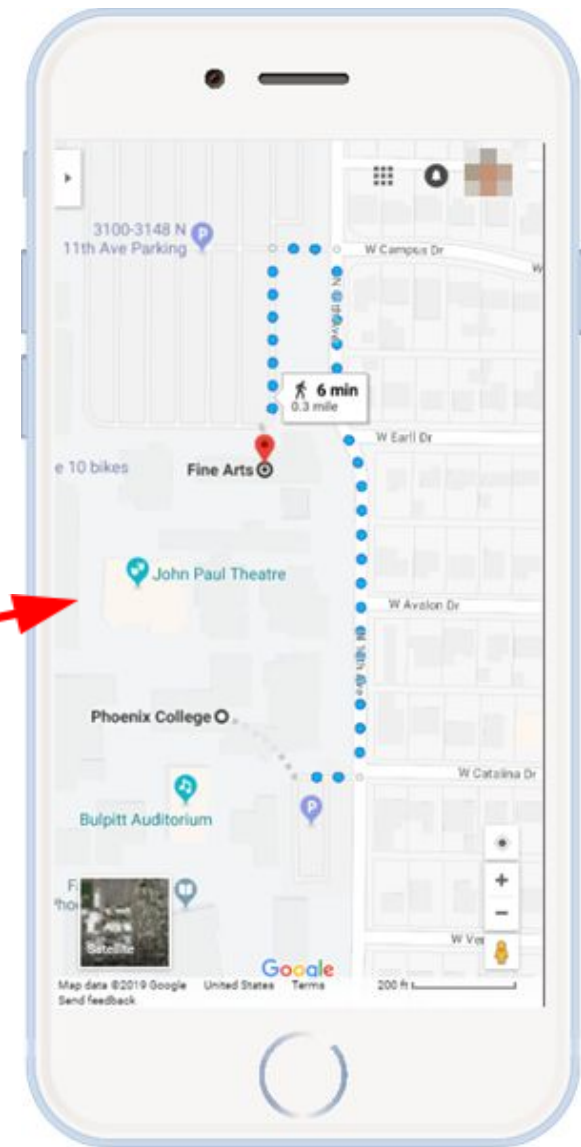 3100-3148 N
11th Ave Parking
P
W Campus Dr
W
6 min
0.3 mile
W Earll Dr
e 10 bikes
Fine Arts
John Paul Theatre
W Avalon Dr
Phoenix College
W Catalina Dr
P
Bulpitt Auditorium
Satellite
+
−
Google
Map data ©2019 Google
United States
Terms
200 ft
Send feedback